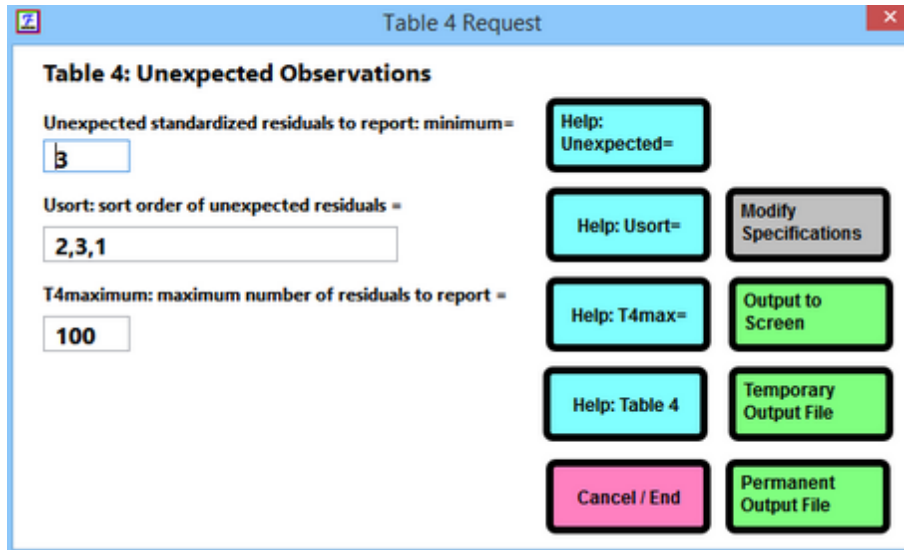 Table 4 Request
Table 4: Unexpected Observations
Unexpected standardized residuals to report: minimum=
3
Usort: sort order of unexpected residuals =
2,3,1
T4maximum: maximum number of residuals to report =
100
Help:
Unexpected=
Help: Usort=
Modify
Specifications
Help: T4max=
Output to
Screen
Help: Table 4
Temporary
Output File
Cancel / End
Permanent
Output File